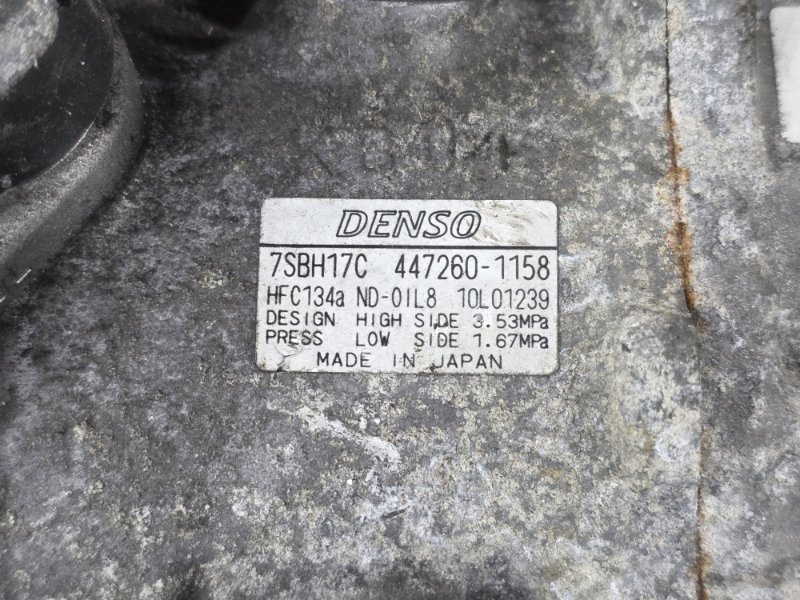 DENSO
7SBH17C 447260-1158
HFC134a ND-OIL8 10L01239
DESIGN HIGH SIDE 3.53MPa
PRESS LOW SIDE 1.67MPa
MADE IN JAPAN